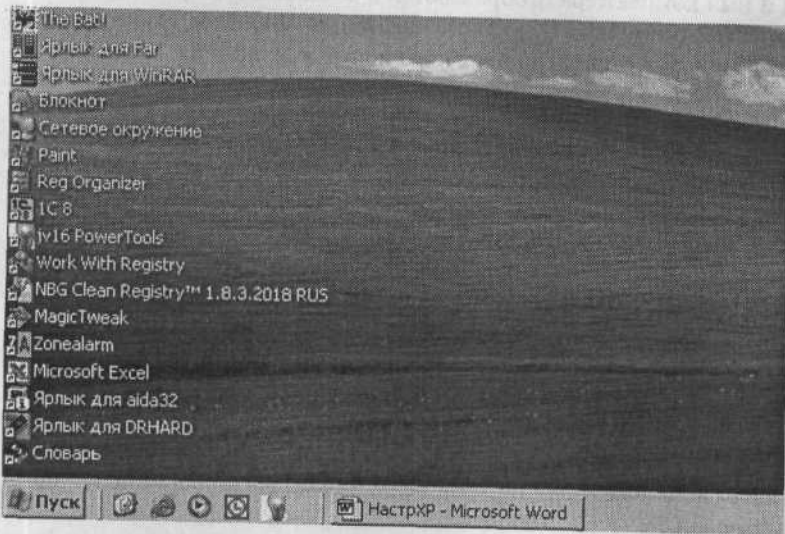 The Bat!
Ярлык для Far
Ярлык для WinRAR
Блокнот
Сетевое окружение
Paint
Reg Organizer
1C 8
jv16 PowerTools
Work With Registry
NBG Clean Registry™ 1.8.3.2018 RUS
MagicTweak
Zonealarm
Microsoft Excel
Ярлык для aida32
Ярлык для DRHARD
Словарь
Пуск
НастрXP - Microsoft Word